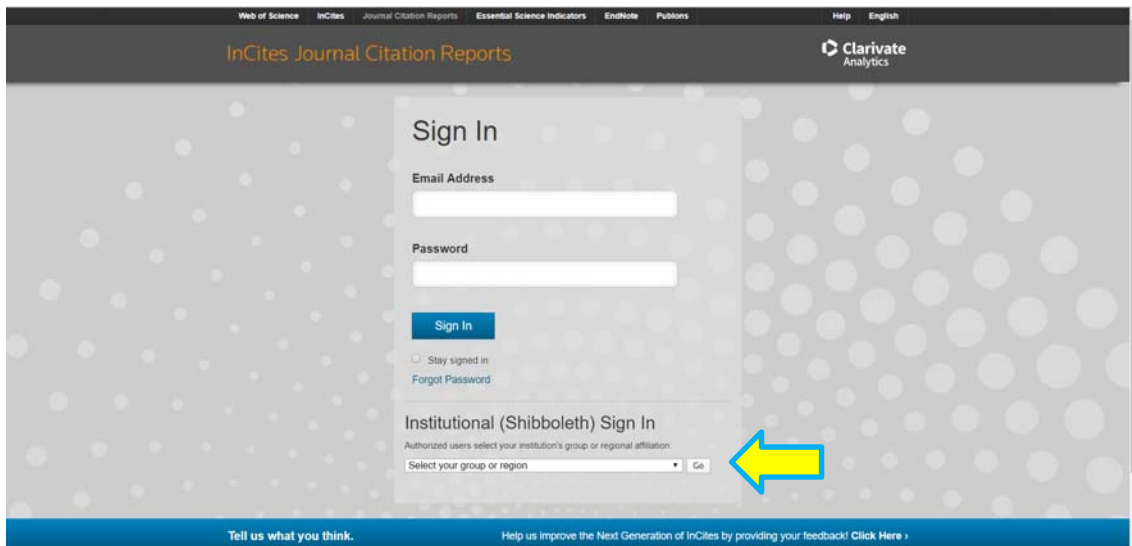 Web of Science InCites Journal Citation Reports Essential Science Indicators EndNote Publons Help English
InCites Journal Citation Reports
Clarivate
Analytics
Sign In
Email Address
Password
Sign In
Stay signed in
Forgot Password
Institutional (Shibboleth) Sign In
Authorized users select your institution's group or regional affiliation:
Select your group or region Go
Tell us what you think. Help us improve the Next Generation of InCites by providing your feedback! Click Here ›